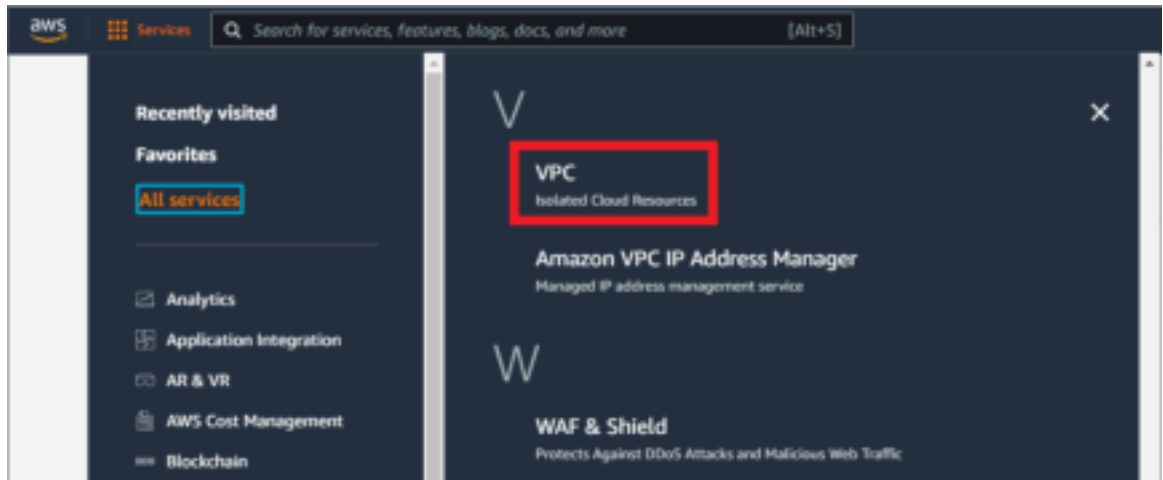 aws Services Search for services, features, blogs, docs, and more [Alt+S]
Recently visited
Favorites
All services
Analytics
Application Integration
AR & VR
AWS Cost Management
Blockchain
V
VPC
Isolated Cloud Resources
Amazon VPC IP Address Manager
Managed IP address management service
W
WAF & Shield
Protects Against DDoS Attacks and Malicious Web Traffic